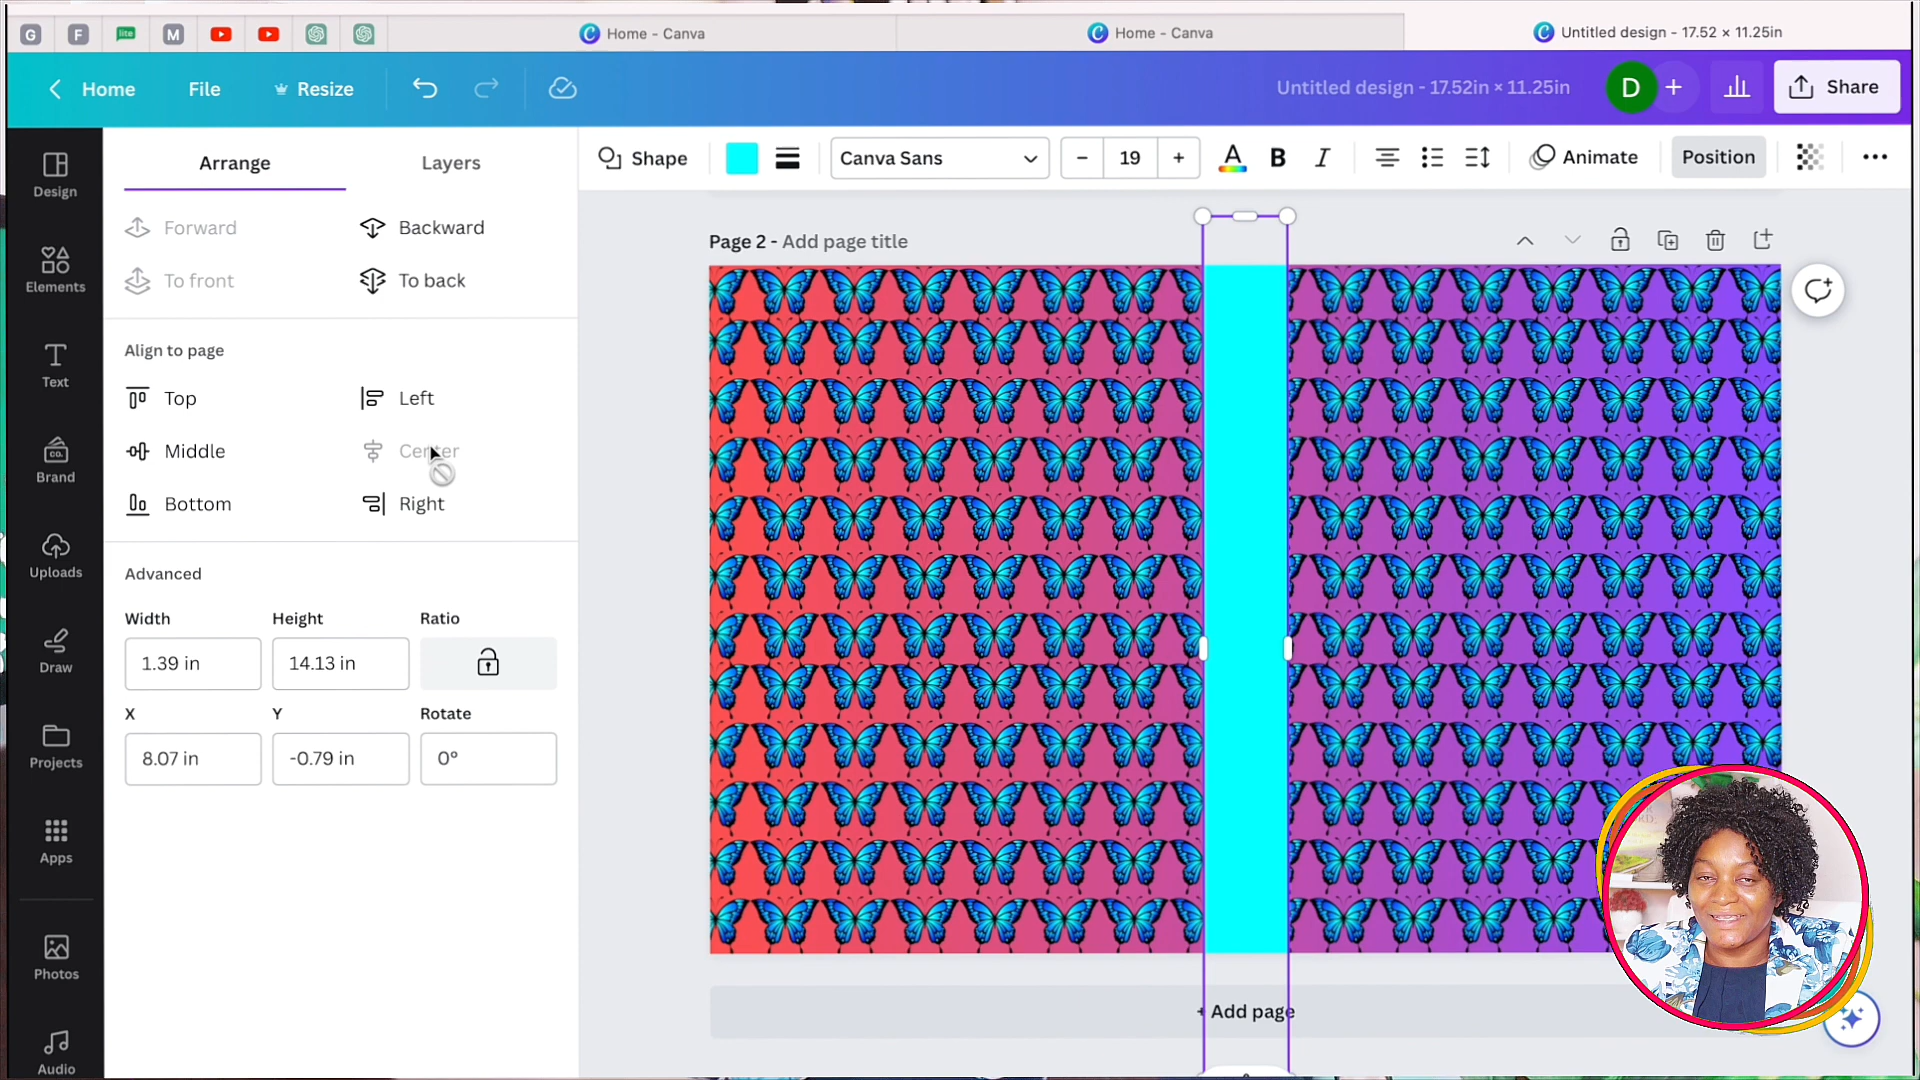 G F lite M Home - Canva Home - Canva Untitled design - 17.52 × 11.25in
Home File Resize Untitled design - 17.52in × 11.25in D + Share
Arrange Layers
Shape Canva Sans – 19 + A B I Animate Position
Design
Elements
Text
CO.
Brand
Uploads
Draw
Projects
Apps
Photos
Audio
Forward Backward
To front To back
Align to page
Top Left
Middle Center
Bottom Right
Advanced
Width Height Ratio
1.39 in 14.13 in
X Y Rotate
8.07 in -0.79 in 0°
Page 2 - Add page title
+ Add page